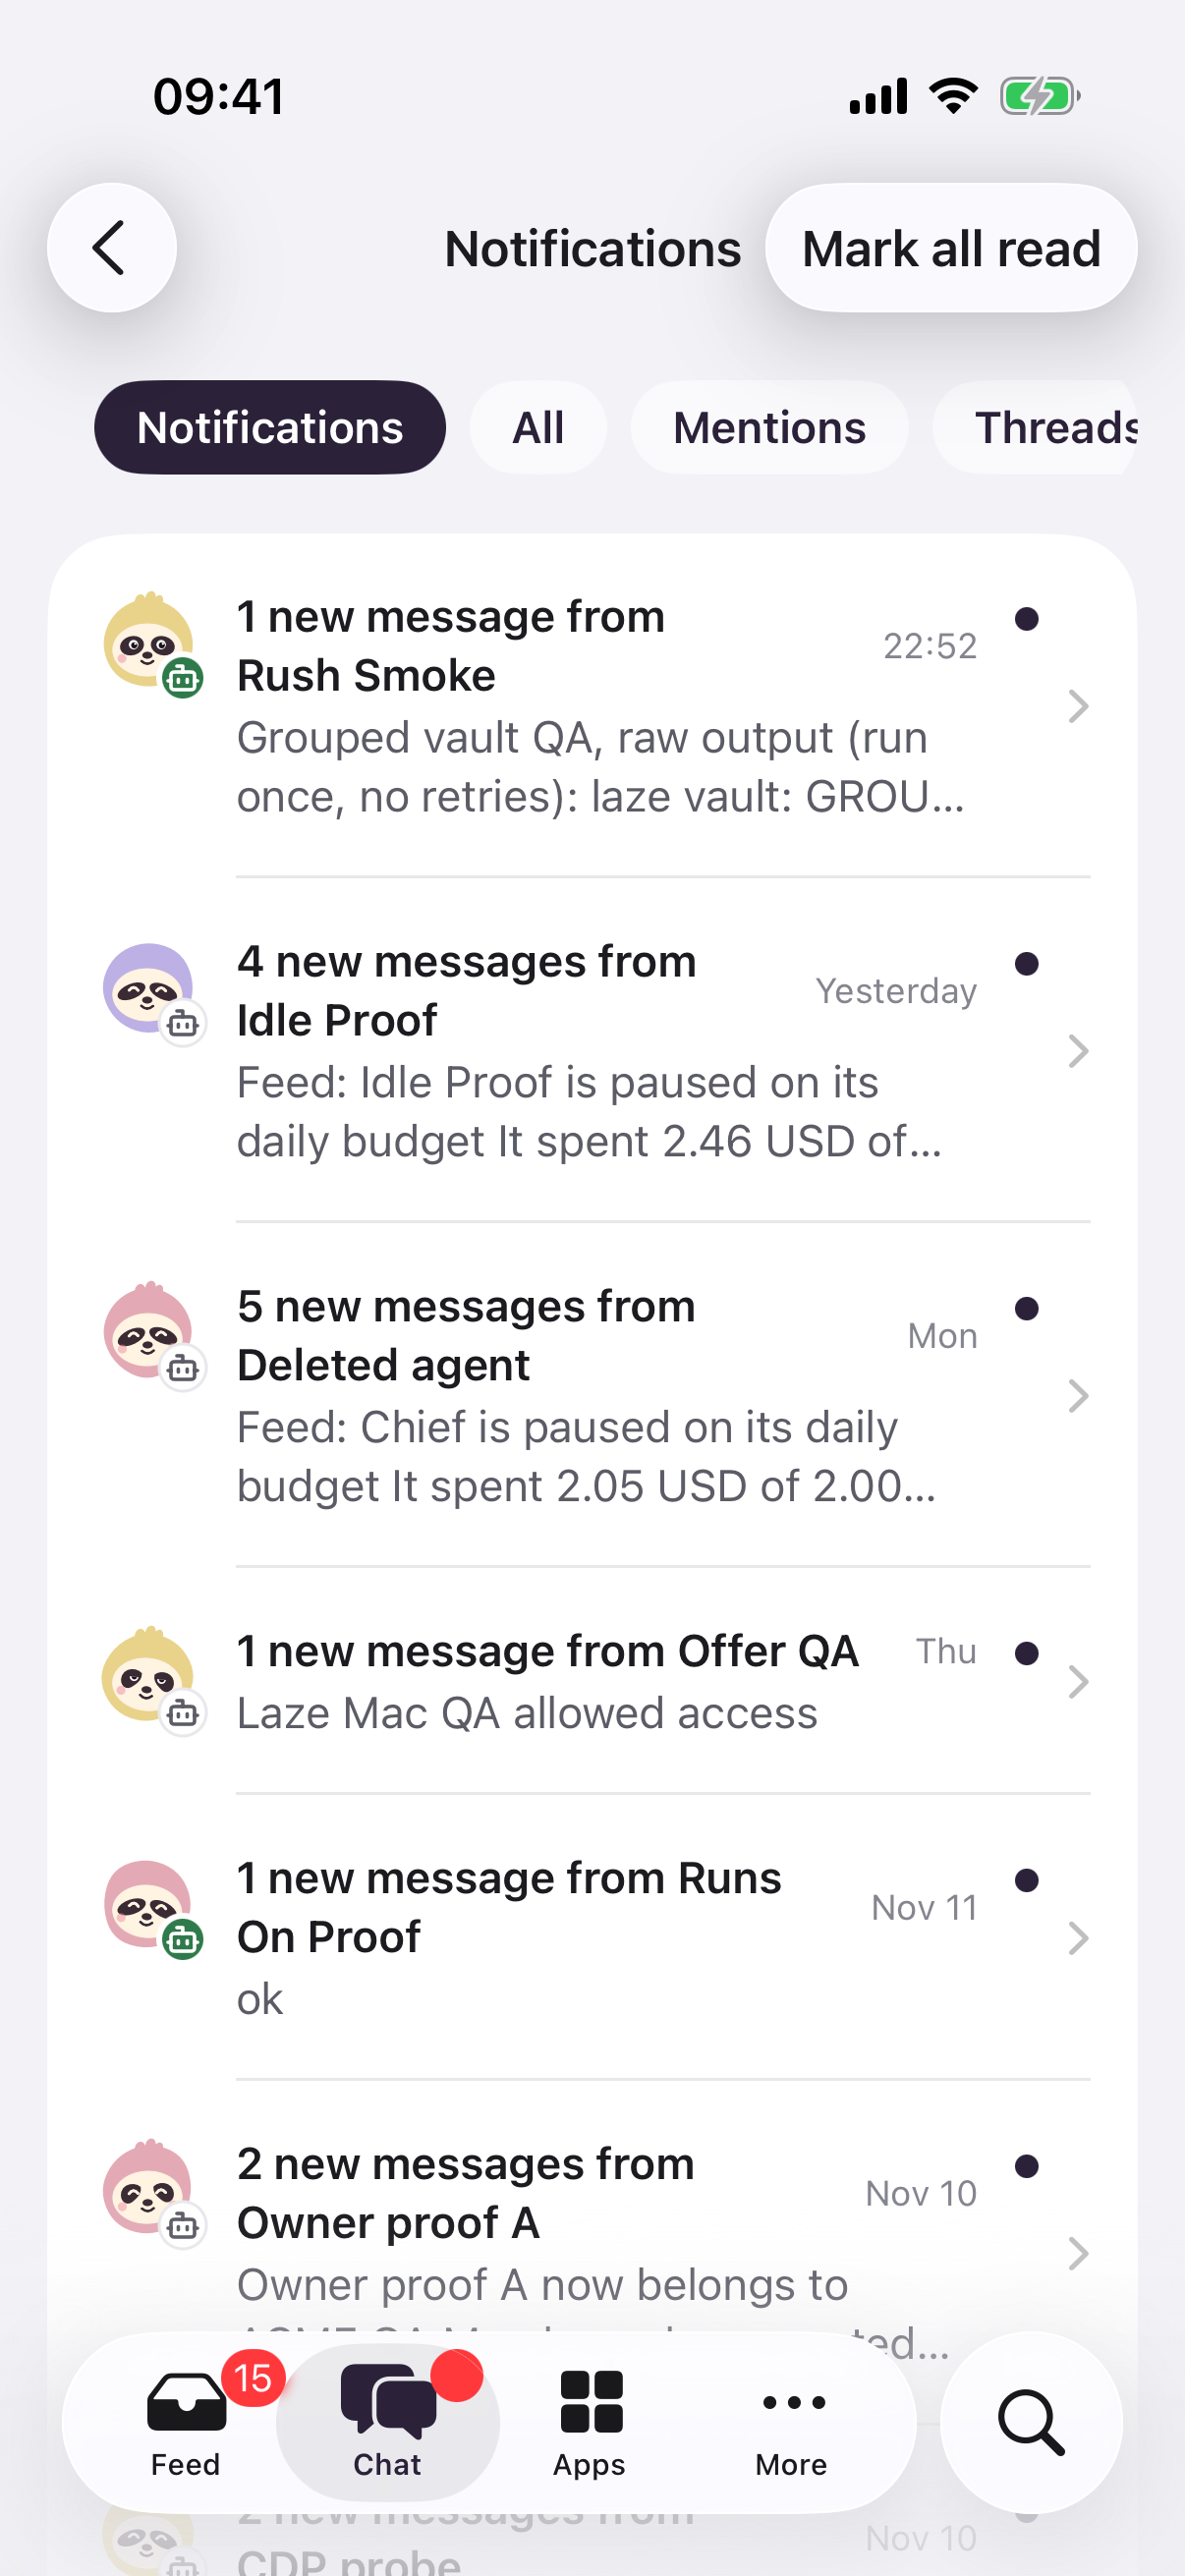 09:41
Notifications
Mark all read
Notifications
All
Mentions
Threads
1 new message from
Rush Smoke
22:52
Grouped vault QA, raw output (run
once, no retries): laze vault: GROU...
4 new messages from
Idle Proof
Yesterday
Feed: Idle Proof is paused on its
daily budget It spent 2.46 USD of...
5 new messages from
Deleted agent
Mon
Feed: Chief is paused on its daily
budget It spent 2.05 USD of 2.00...
1 new message from Offer QA
Thu
Laze Mac QA allowed access
1 new message from Runs
On Proof
Nov 11
ok
2 new messages from
Owner proof A
Nov 10
Owner proof A now belongs to
15
Feed
Chat
Apps
More
2 new messages from
CDP probe
Nov 10